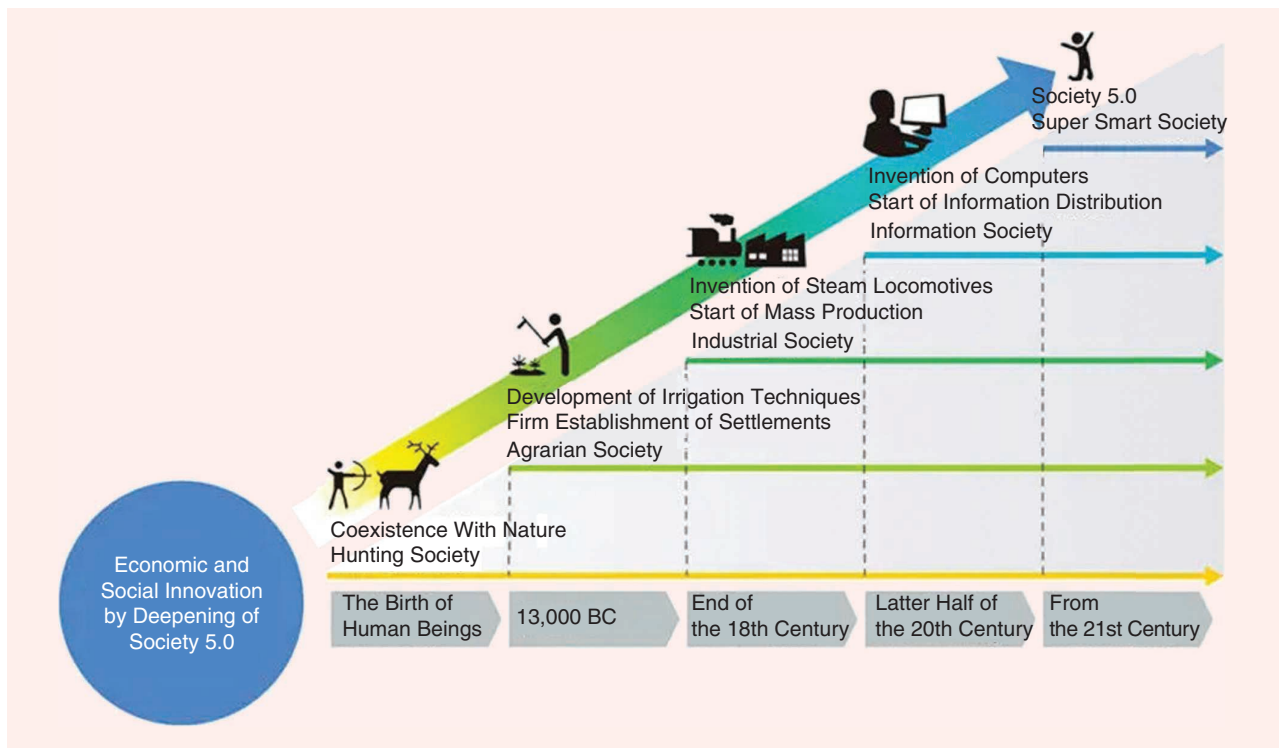 Society 5.0
Super Smart Society
Invention of Computers
Start of Information Distribution
Information Society
Invention of Steam Locomotives
Start of Mass Production
Industrial Society
Development of Irrigation Techniques
Firm Establishment of Settlements
Agrarian Society
Coexistence With Nature
Hunting Society
Economic and
Social Innovation
by Deepening of
Society 5.0
The Birth of
Human Beings
13,000 BC
End of
the 18th Century
Latter Half of
the 20th Century
From
the 21st Century